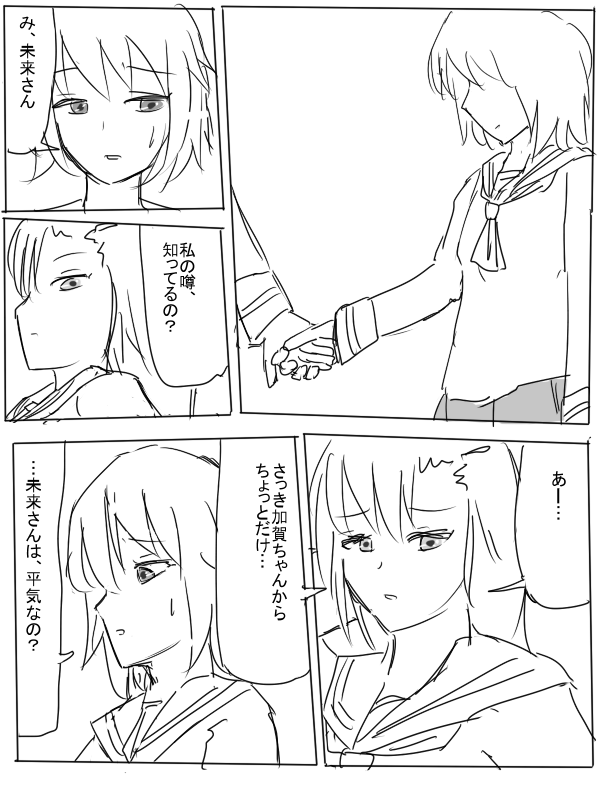 み、未来さん
私の噂、
知ってるの？
あー…
さっき加賀ちゃんから
ちょっとだけ…
…未来さんは、平気なの？